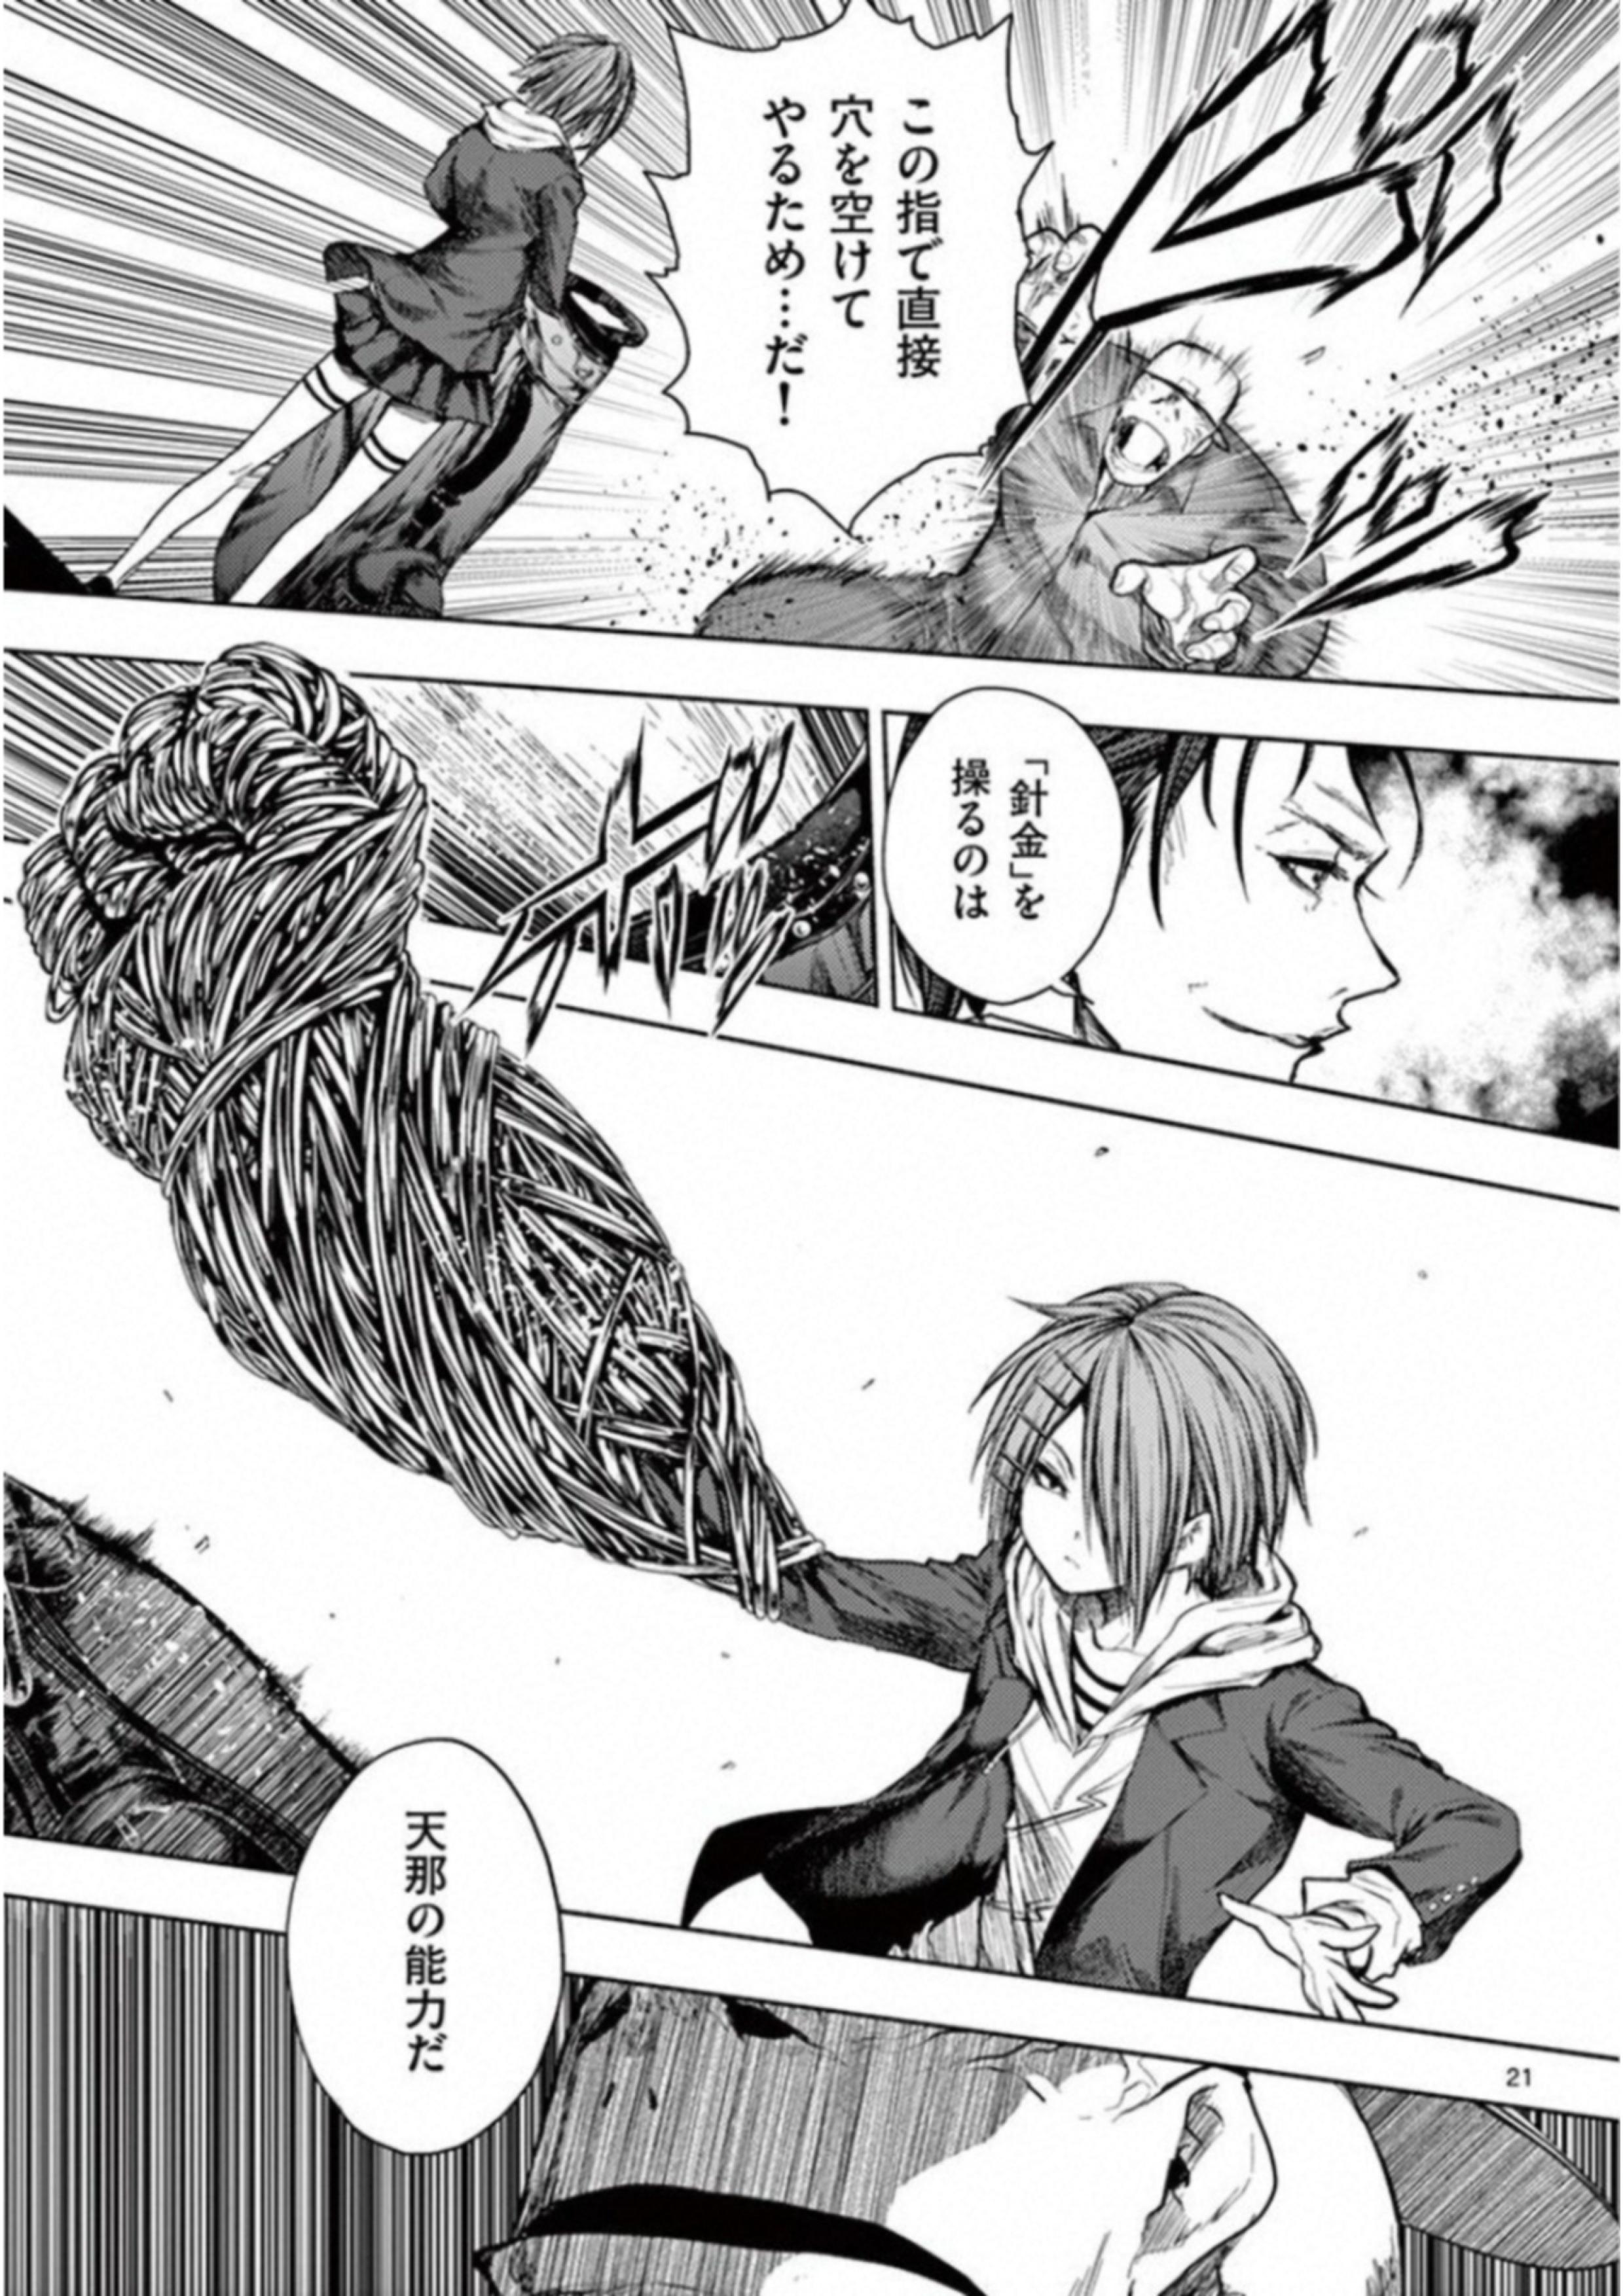 この指で直接
穴を空けて
やるため…だ！
「針金」を
操るのは
天那の能力だ
21